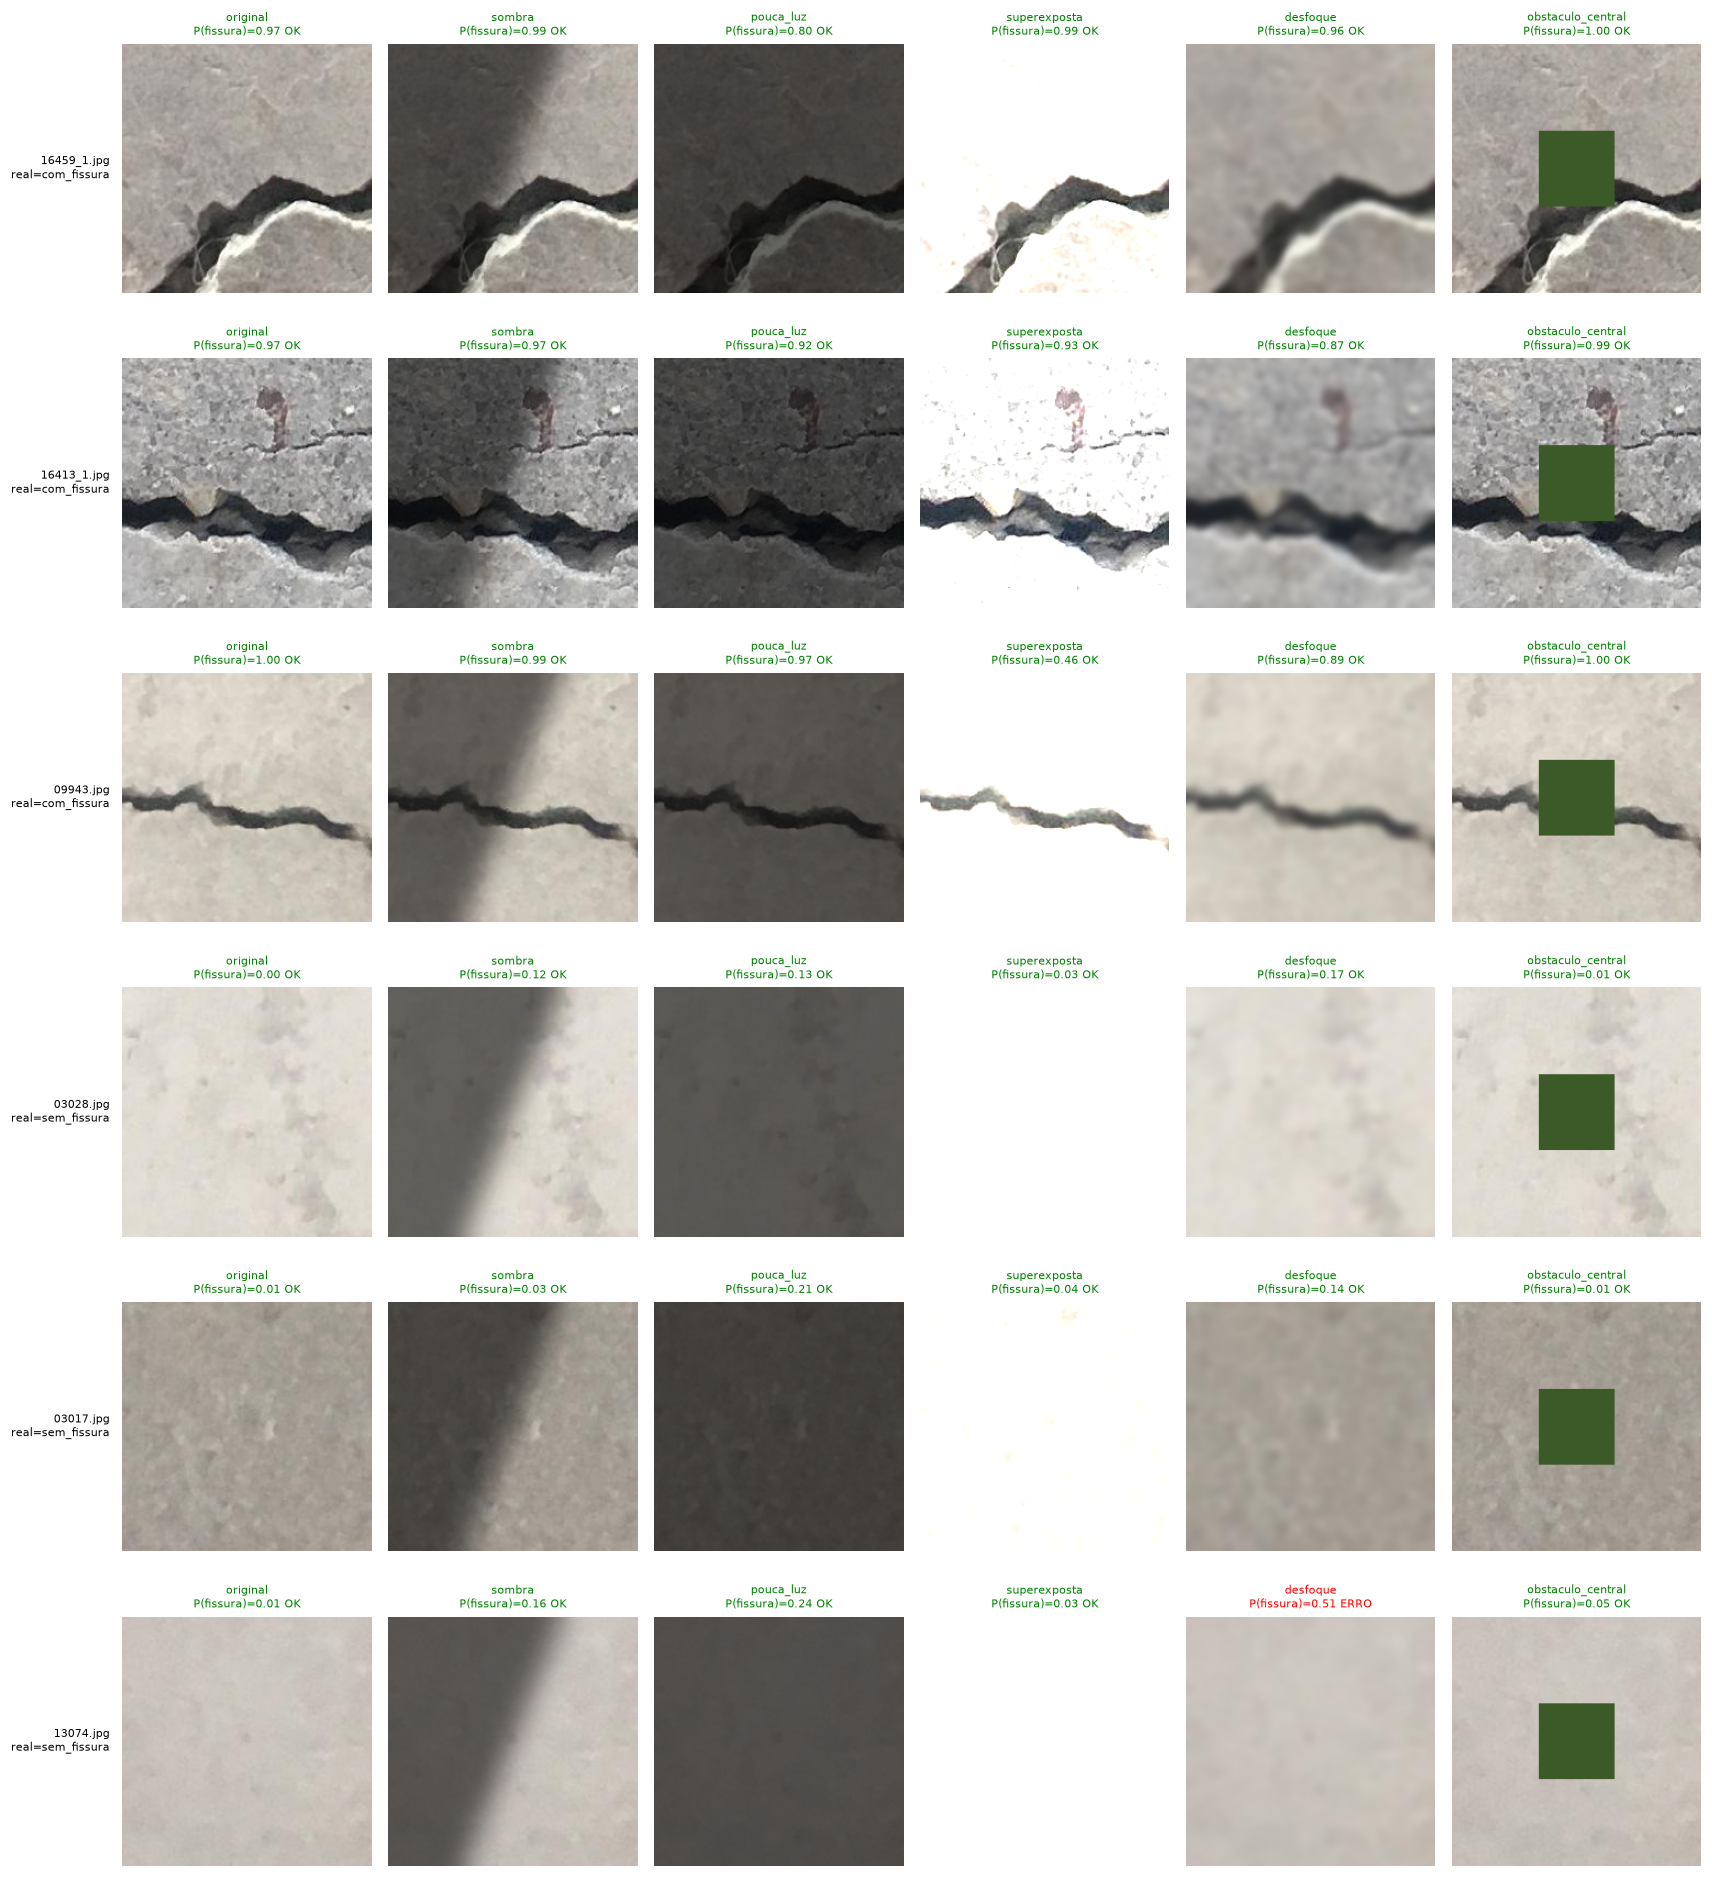 original
P(fissura)=0.97 OK
sombra
P(fissura)=0.99 OK
pouca_luz
P(fissura)=0.80 OK
superexposta
P(fissura)=0.99 OK
desfoque
P(fissura)=0.96 OK
obstaculo_central
P(fissura)=1.00 OK
16459_1.jpg
real=com_fissura
original
P(fissura)=0.97 OK
sombra
P(fissura)=0.97 OK
pouca_luz
P(fissura)=0.92 OK
superexposta
P(fissura)=0.93 OK
desfoque
P(fissura)=0.87 OK
obstaculo_central
P(fissura)=0.99 OK
16413_1.jpg
real=com_fissura
original
P(fissura)=1.00 OK
sombra
P(fissura)=0.99 OK
pouca_luz
P(fissura)=0.97 OK
superexposta
P(fissura)=0.46 OK
desfoque
P(fissura)=0.89 OK
obstaculo_central
P(fissura)=1.00 OK
09943.jpg
real=com_fissura
original
P(fissura)=0.00 OK
sombra
P(fissura)=0.12 OK
pouca_luz
P(fissura)=0.13 OK
superexposta
P(fissura)=0.03 OK
desfoque
P(fissura)=0.17 OK
obstaculo_central
P(fissura)=0.01 OK
03028.jpg
real=sem_fissura
original
P(fissura)=0.01 OK
sombra
P(fissura)=0.03 OK
pouca_luz
P(fissura)=0.21 OK
superexposta
P(fissura)=0.04 OK
desfoque
P(fissura)=0.14 OK
obstaculo_central
P(fissura)=0.01 OK
03017.jpg
real=sem_fissura
original
P(fissura)=0.01 OK
sombra
P(fissura)=0.16 OK
pouca_luz
P(fissura)=0.24 OK
superexposta
P(fissura)=0.03 OK
desfoque
P(fissura)=0.51 ERRO
obstaculo_central
P(fissura)=0.05 OK
13074.jpg
real=sem_fissura